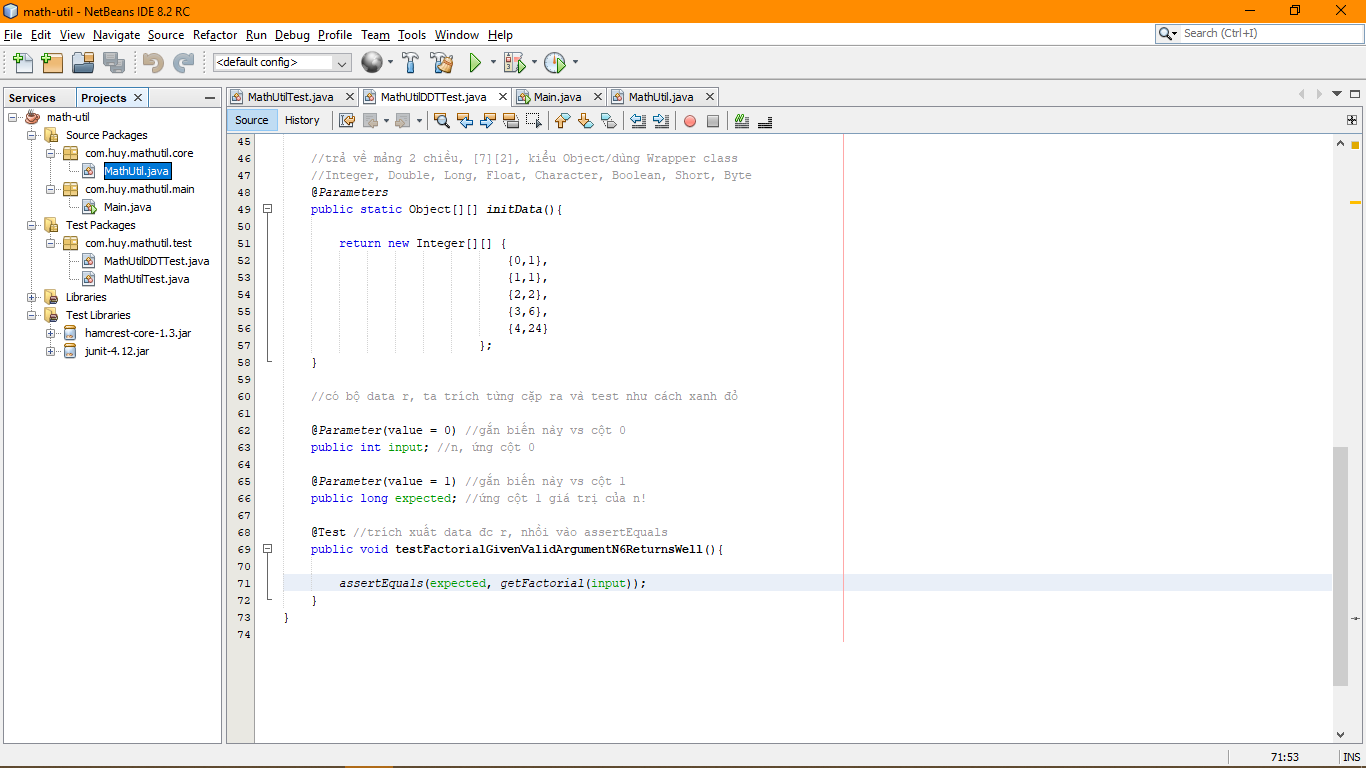 math-util - NetBeans IDE 8.2 RC
File Edit View Navigate Source Refactor Run Debug Profile Team Tools Window Help
Search (Ctrl+I)
<default config>
Services Projects
MathUtilTest.java MathUtilDDTTest.java Main.java MathUtil.java
Source History
math-util
Source Packages
com.huy.mathutil.core
MathUtil.java
com.huy.mathutil.main
Main.java
Test Packages
com.huy.mathutil.test
MathUtilDDTTest.java
MathUtilTest.java
Libraries
Test Libraries
hamcrest-core-1.3.jar
junit-4.12.jar
45
46 //trả về mảng 2 chiều, [7][2], kiểu Object/dùng Wrapper class
47 //Integer, Double, Long, Float, Character, Boolean, Short, Byte
48 @Parameters
49 public static Object[][] initData(){
50
51 return new Integer[][] {
52 {0,1},
53 {1,1},
54 {2,2},
55 {3,6},
56 {4,24}
57 };
58 }
59
60 //có bộ data r, ta trích từng cặp ra và test như cách xanh đỏ
61
62 @Parameter(value = 0) //gắn biến này vs cột 0
63 public int input; //n, ứng cột 0
64
65 @Parameter(value = 1) //gắn biến này vs cột 1
66 public long expected; //ứng cột 1 giá trị của n!
67
68 @Test //trích xuất data đc r, nhồi vào assertEquals
69 public void testFactorialGivenValidArgumentN6ReturnsWell(){
70
71 assertEquals(expected, getFactorial(input));
72 }
73 }
74
71:53 INS